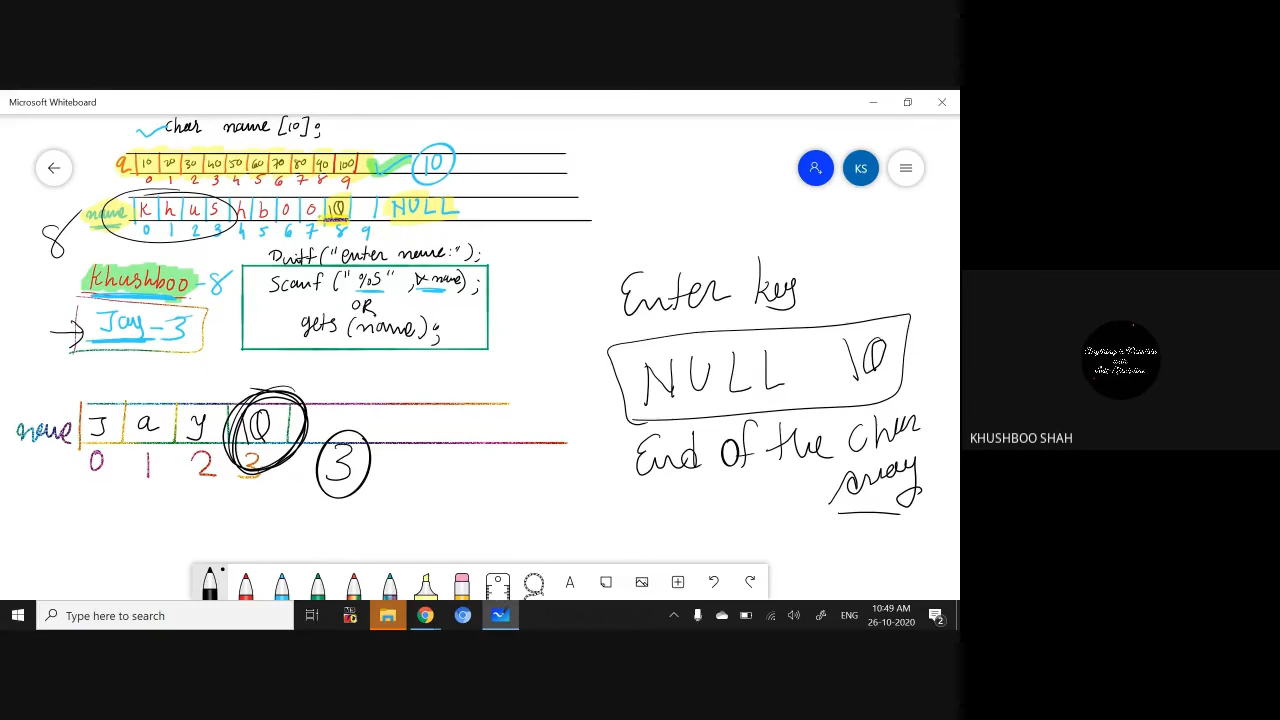 Microsoft Whiteboard
char name [10];
a 10 20 30 40 50 60 70 80 90 100 10
0 1 2 3 4 5 6 7 8 9
name K h u s h b o o \0 NULL
0 1 2 3 4 5 6 7 8 9
8
printf("enter name:");
Khushboo - 8
scanf("%s", &name);
OR
Jay - 3
gets(name);
Enter key
NULL \0
End of the char
array
name J a y \0
0 1 2 3
3
KS
KHUSHBOO SHAH
A
Type here to search
ENG
10:49 AM
26-10-2020
2